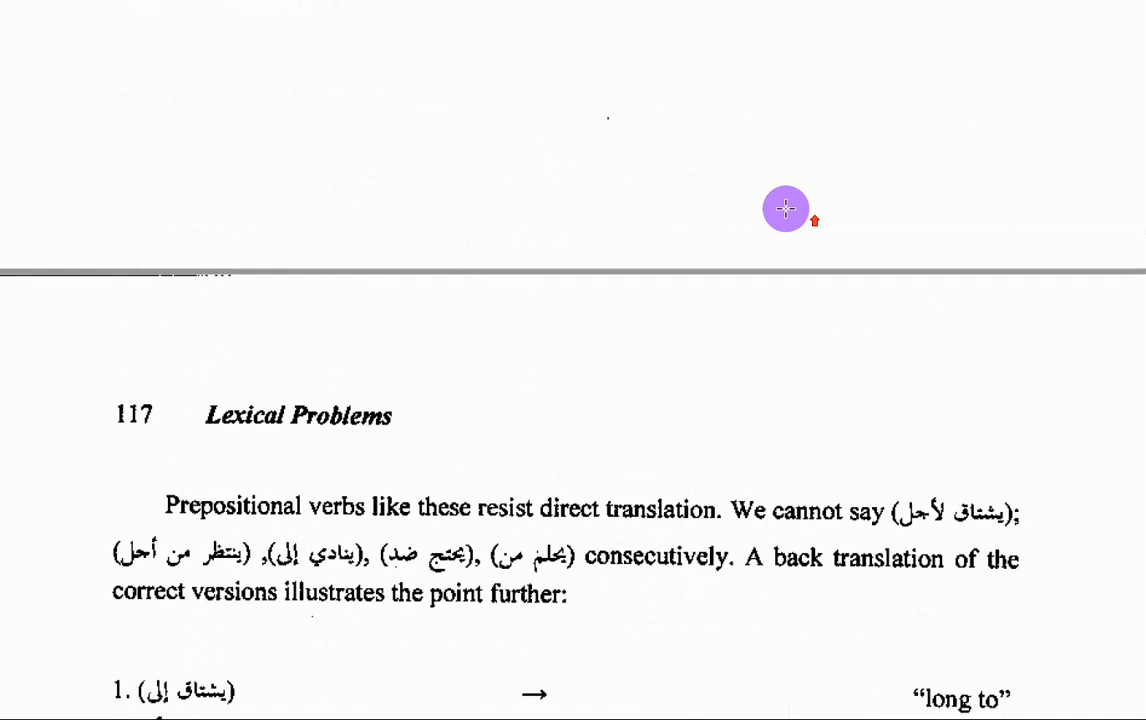 117 Lexical Problems
Prepositional verbs like these resist direct translation. We cannot say (يشتاق لأجل);
(ينتظر من أجل) ,(ينادي إلى), (يحتج ضد) ,(يحلم من) consecutively. A back translation of the
correct versions illustrates the point further:
1. (يشتاق إلى) → “long to”